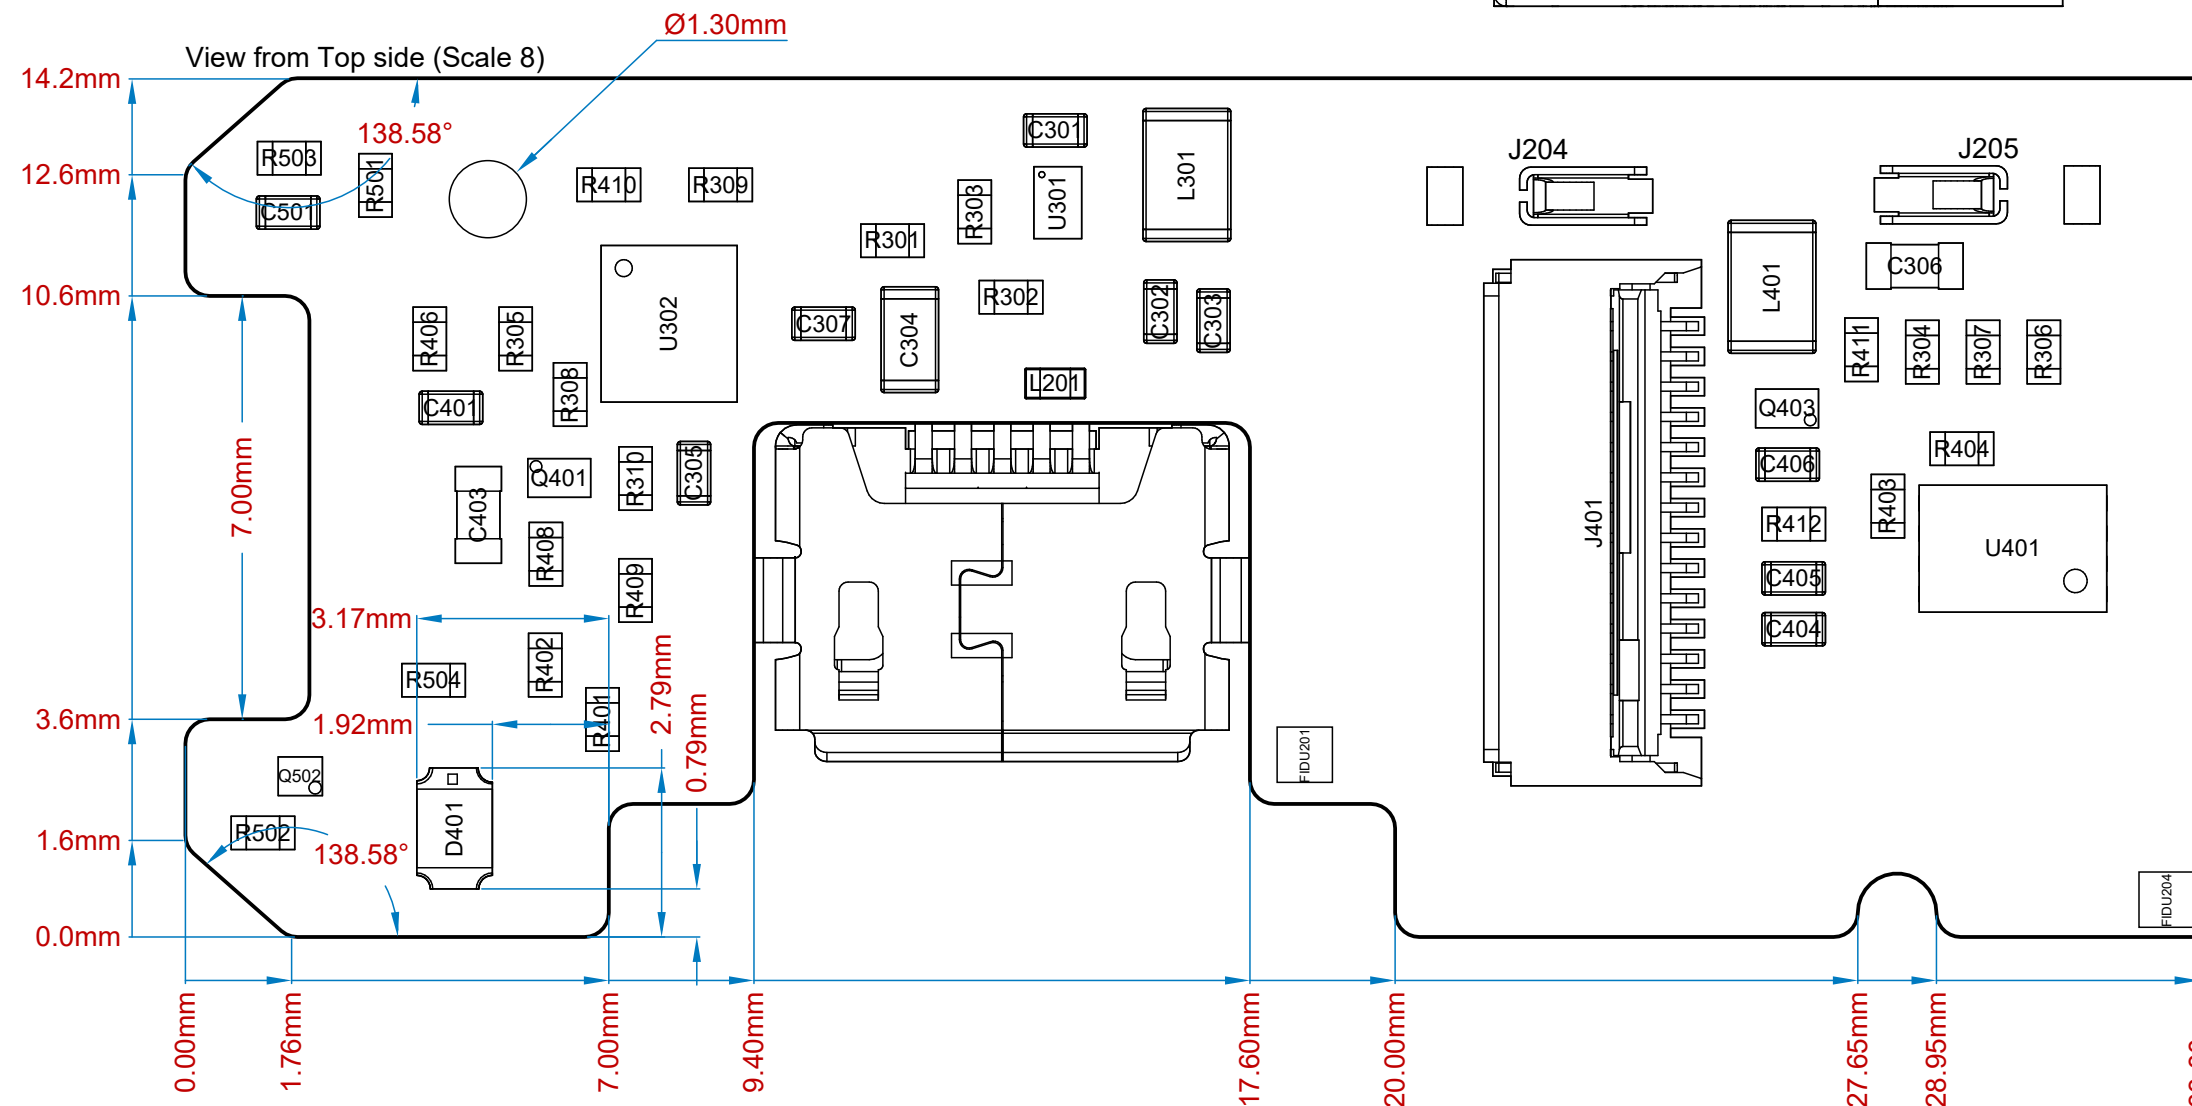 Ø1.30mm
View from Top side (Scale 8)
14.2mm
138.58°
C301
R503
J204
J205
12.6mm
R501
R410
R309
L301
C501
R303
U301
R301
L401
C306
10.6mm
R302
U302
C307
C304
C302
C303
R406
R305
R411
R304
R307
R306
R308
L201
C401
Q403
7.00mm
R404
C406
Q401
R310
C305
C403
R403
J401
R412
U401
R408
C405
R409
3.17mm
C404
R402
R504
2.79mm
3.6mm
1.92mm
R401
0.79mm
FIDU201
Q502
R502
D401
1.6mm
138.58°
FIDU204
0.0mm
0.00mm
1.76mm
7.00mm
9.40mm
17.60mm
20.00mm
27.65mm
28.95mm